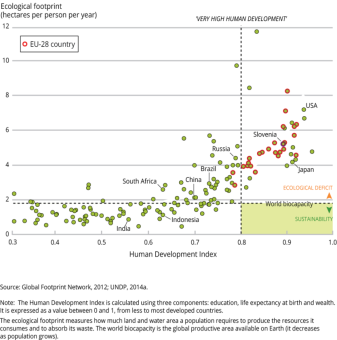 Ecological footprint
(hectares per person per year)
'VERY HIGH HUMAN DEVELOPMENT'
12
EU-28 country
10
8
USA
6
Slovenia
Russia
4
Brazil
Japan
South Africa
China
ECOLOGICAL DEFICIT
2
World biocapacity
Indonesia
SUSTAINABILITY
India
0
0.3 0.4 0.5 0.6 0.7 0.8 0.9 1.0
Human Development Index
Source: Global Footprint Network, 2012; UNDP, 2014a.
Note: The Human Development Index is calculated using three components: education, life expectancy at birth and wealth.
It is expressed as a value between 0 and 1, from less to most developed countries.
The ecological footprint measures how much land and water area a population requires to produce the resources it
consumes and to absorb its waste. The world biocapacity is the global productive area available on Earth (it decreases
as population grows).